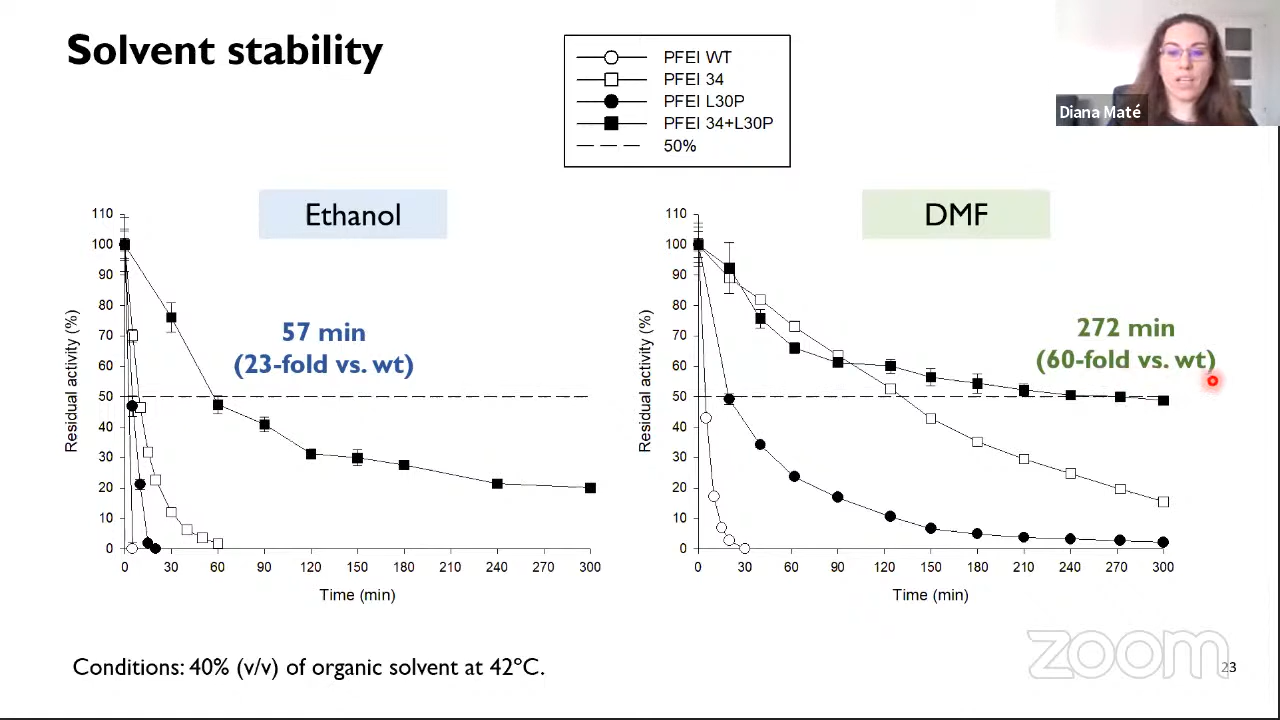 Solvent stability
PFEI WT
PFEI 34
PFEI L30P
PFEI 34+L30P
50%
Diana Maté
Ethanol
DMF
110
100
90
80
70
60
50
40
30
20
10
0
Residual activity (%)
57 min
(23-fold vs. wt)
0 30 60 90 120 150 180 210 240 270 300
Time (min)
110
100
90
80
70
60
50
40
30
20
10
0
Residual activity (%)
272 min
(60-fold vs. wt)
0 30 60 90 120 150 180 210 240 270 300
Time (min)
Conditions: 40% (v/v) of organic solvent at 42ºC.
zoom
23